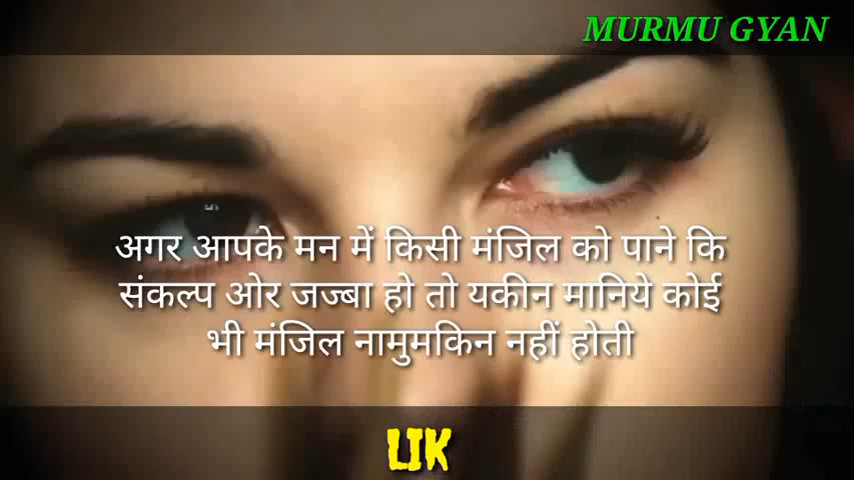 MURMU GYAN
अगर आपके मन में किसी मंजिल को पाने कि
संकल्प ओर जज्बा हो तो यकीन मानिये कोई
भी मंजिल नामुमकिन नहीं होती
LIK